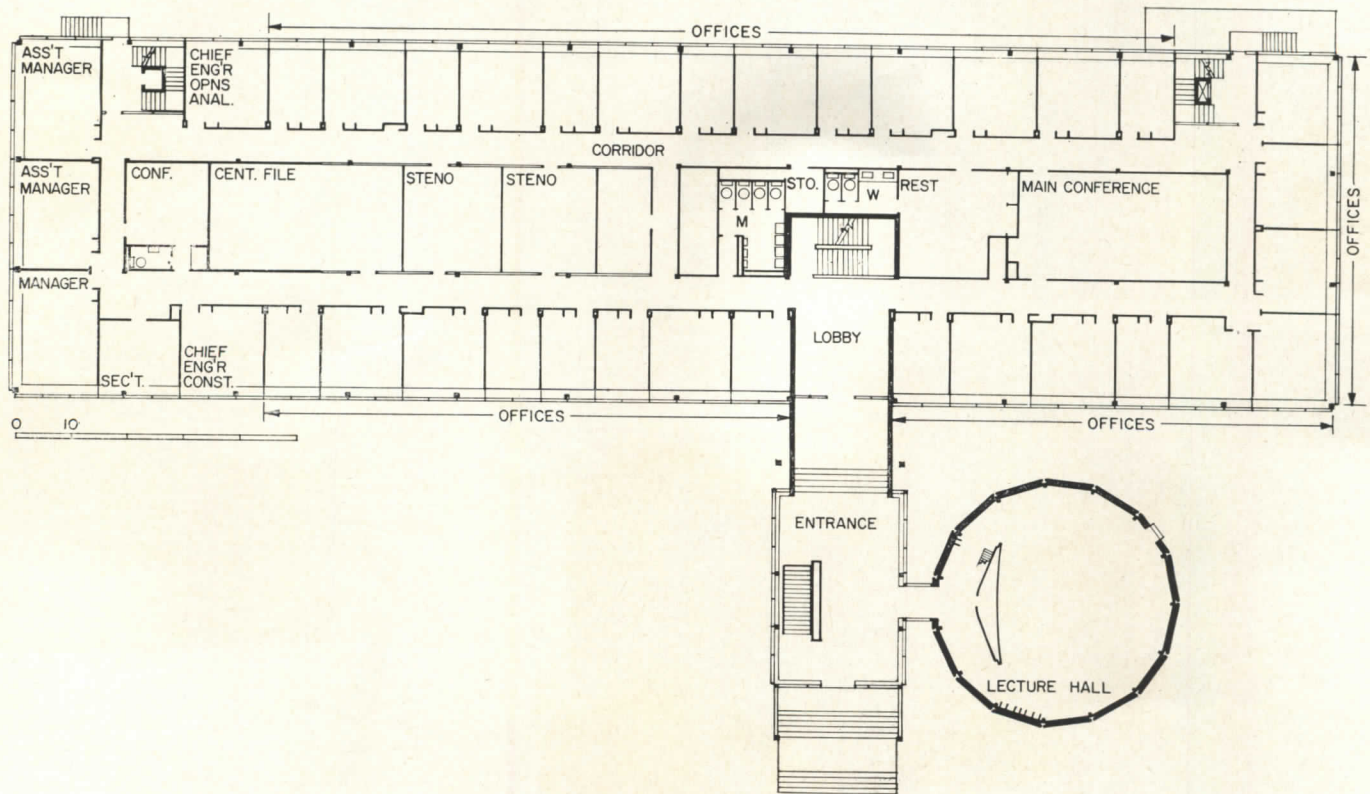 OFFICES
ASS'T
MANAGER
CHIEF
ENG'R
OPNS
ANAL.
CORRIDOR
OFFICES
ASS'T
MANAGER
CONF.
CENT. FILE
STENO
STENO
M
STO.
W
REST
MAIN CONFERENCE
MANAGER
SEC'T.
CHIEF
ENG'R
CONST.
LOBBY
0 10
OFFICES
OFFICES
ENTRANCE
LECTURE HALL